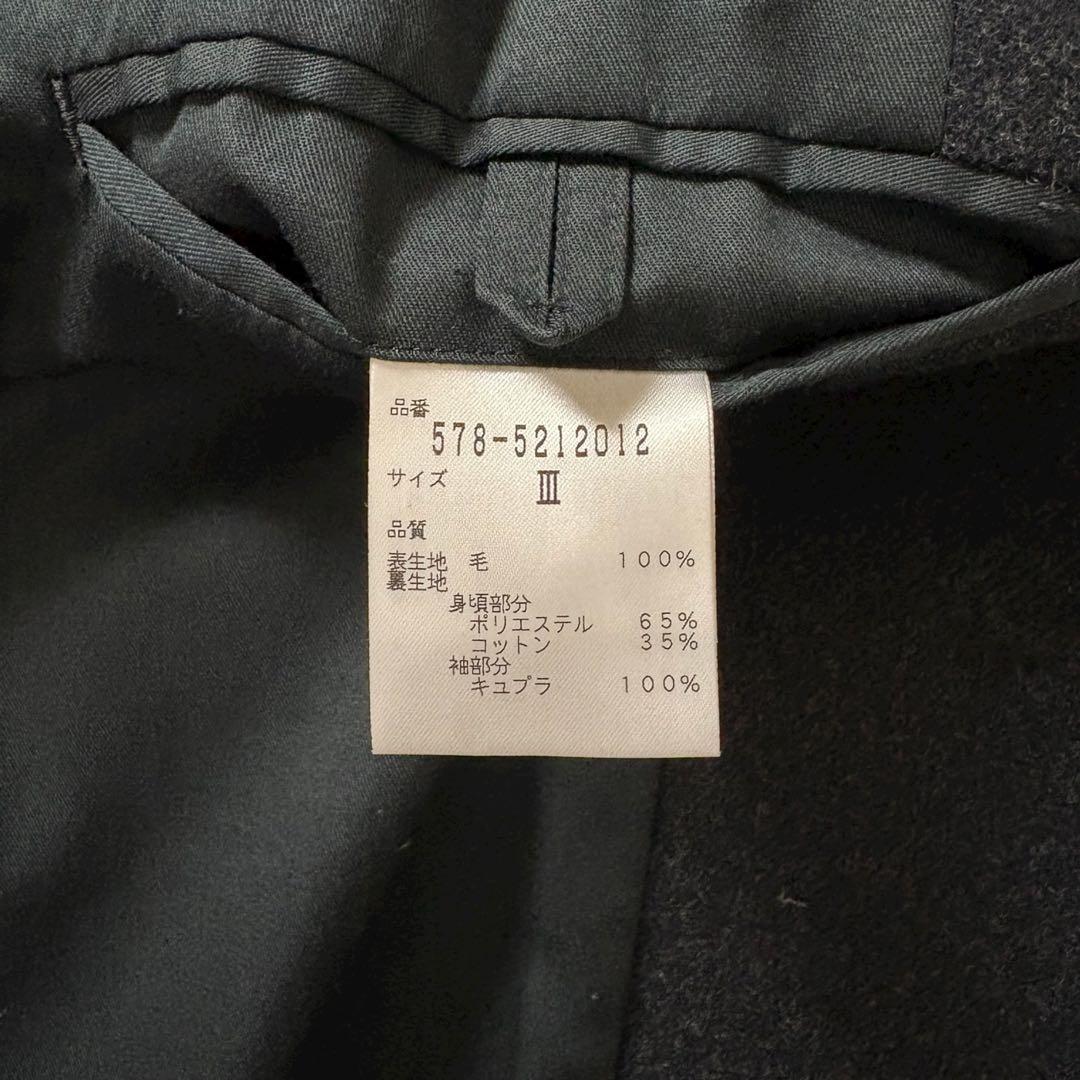 品番
578-5212012
サイズ Ⅲ
品質
表生地 毛 100%
裏生地
身頃部分
ポリエステル 65%
コットン 35%
袖部分
キュプラ 100%